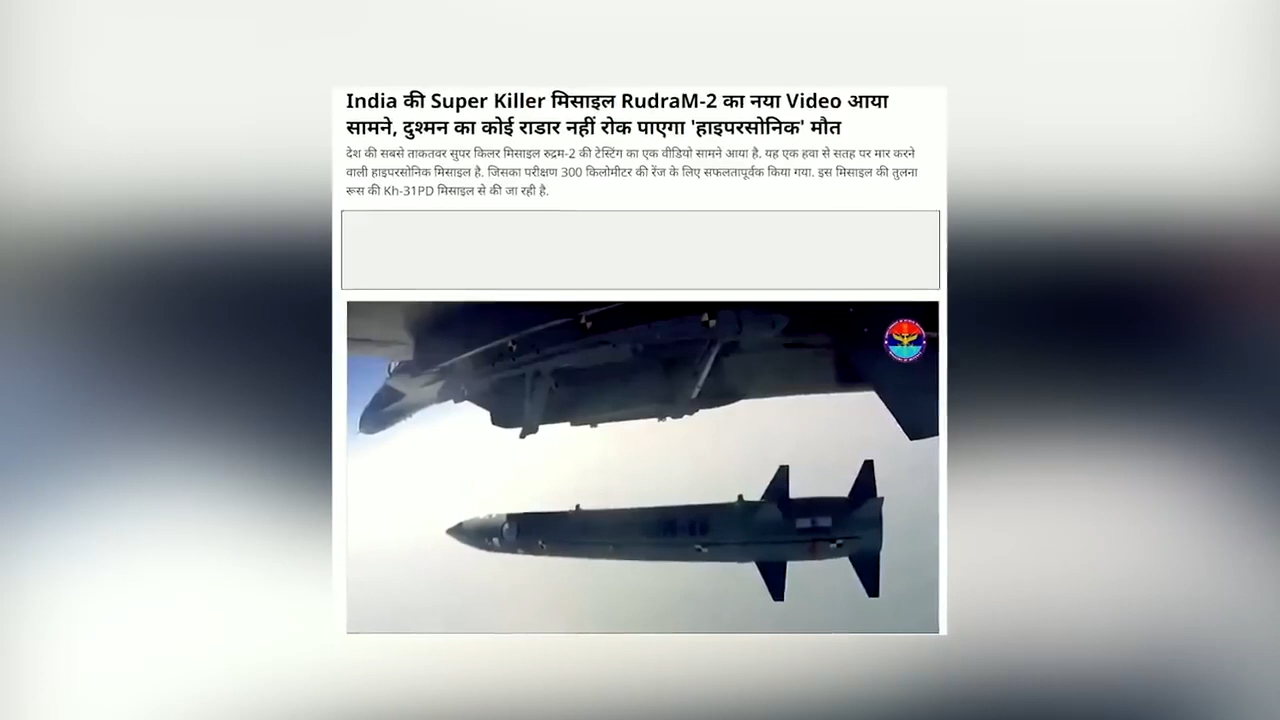 India की Super Killer मिसाइल RudraM-2 का नया Video आया
सामने, दुश्मन का कोई राडार नहीं रोक पाएगा 'हाइपरसोनिक' मौत
देश की सबसे ताकतवर सुपर किलर मिसाइल रुद्रम-2 की टेस्टिंग का एक वीडियो सामने आया है. यह एक हवा से सतह पर मार करने
वाली हाइपरसोनिक मिसाइल है. जिसका परीक्षण 300 किलोमीटर की रेंज के लिए सफलतापूर्वक किया गया. इस मिसाइल की तुलना
रूस की Kh-31PD मिसाइल से की जा रही है.